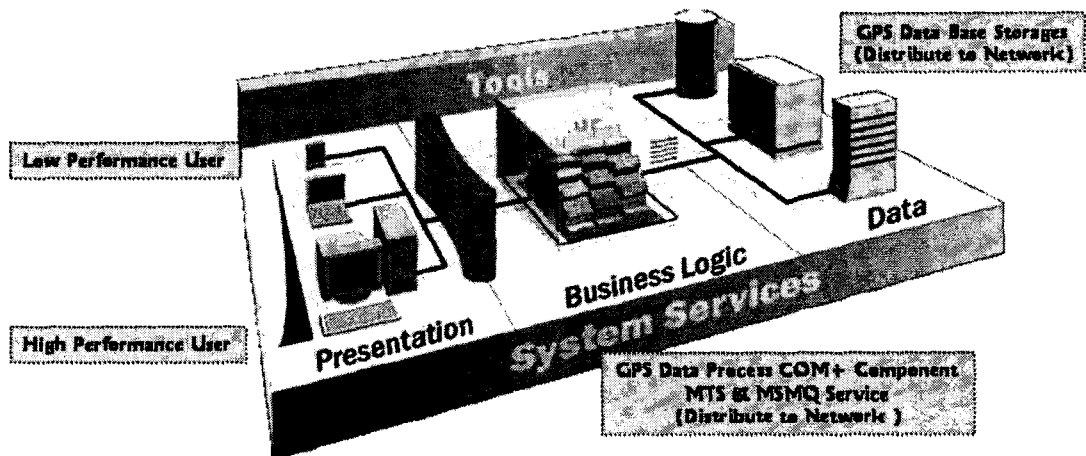 GPS Data Base Storages
(Distribute to Network)
Tools
Low Performance User
Data
Business Logic
High Performance User
Presentation
System Services
GPS Data Process COM+ Component
MTS & MSMQ Service
(Distribute to Network )